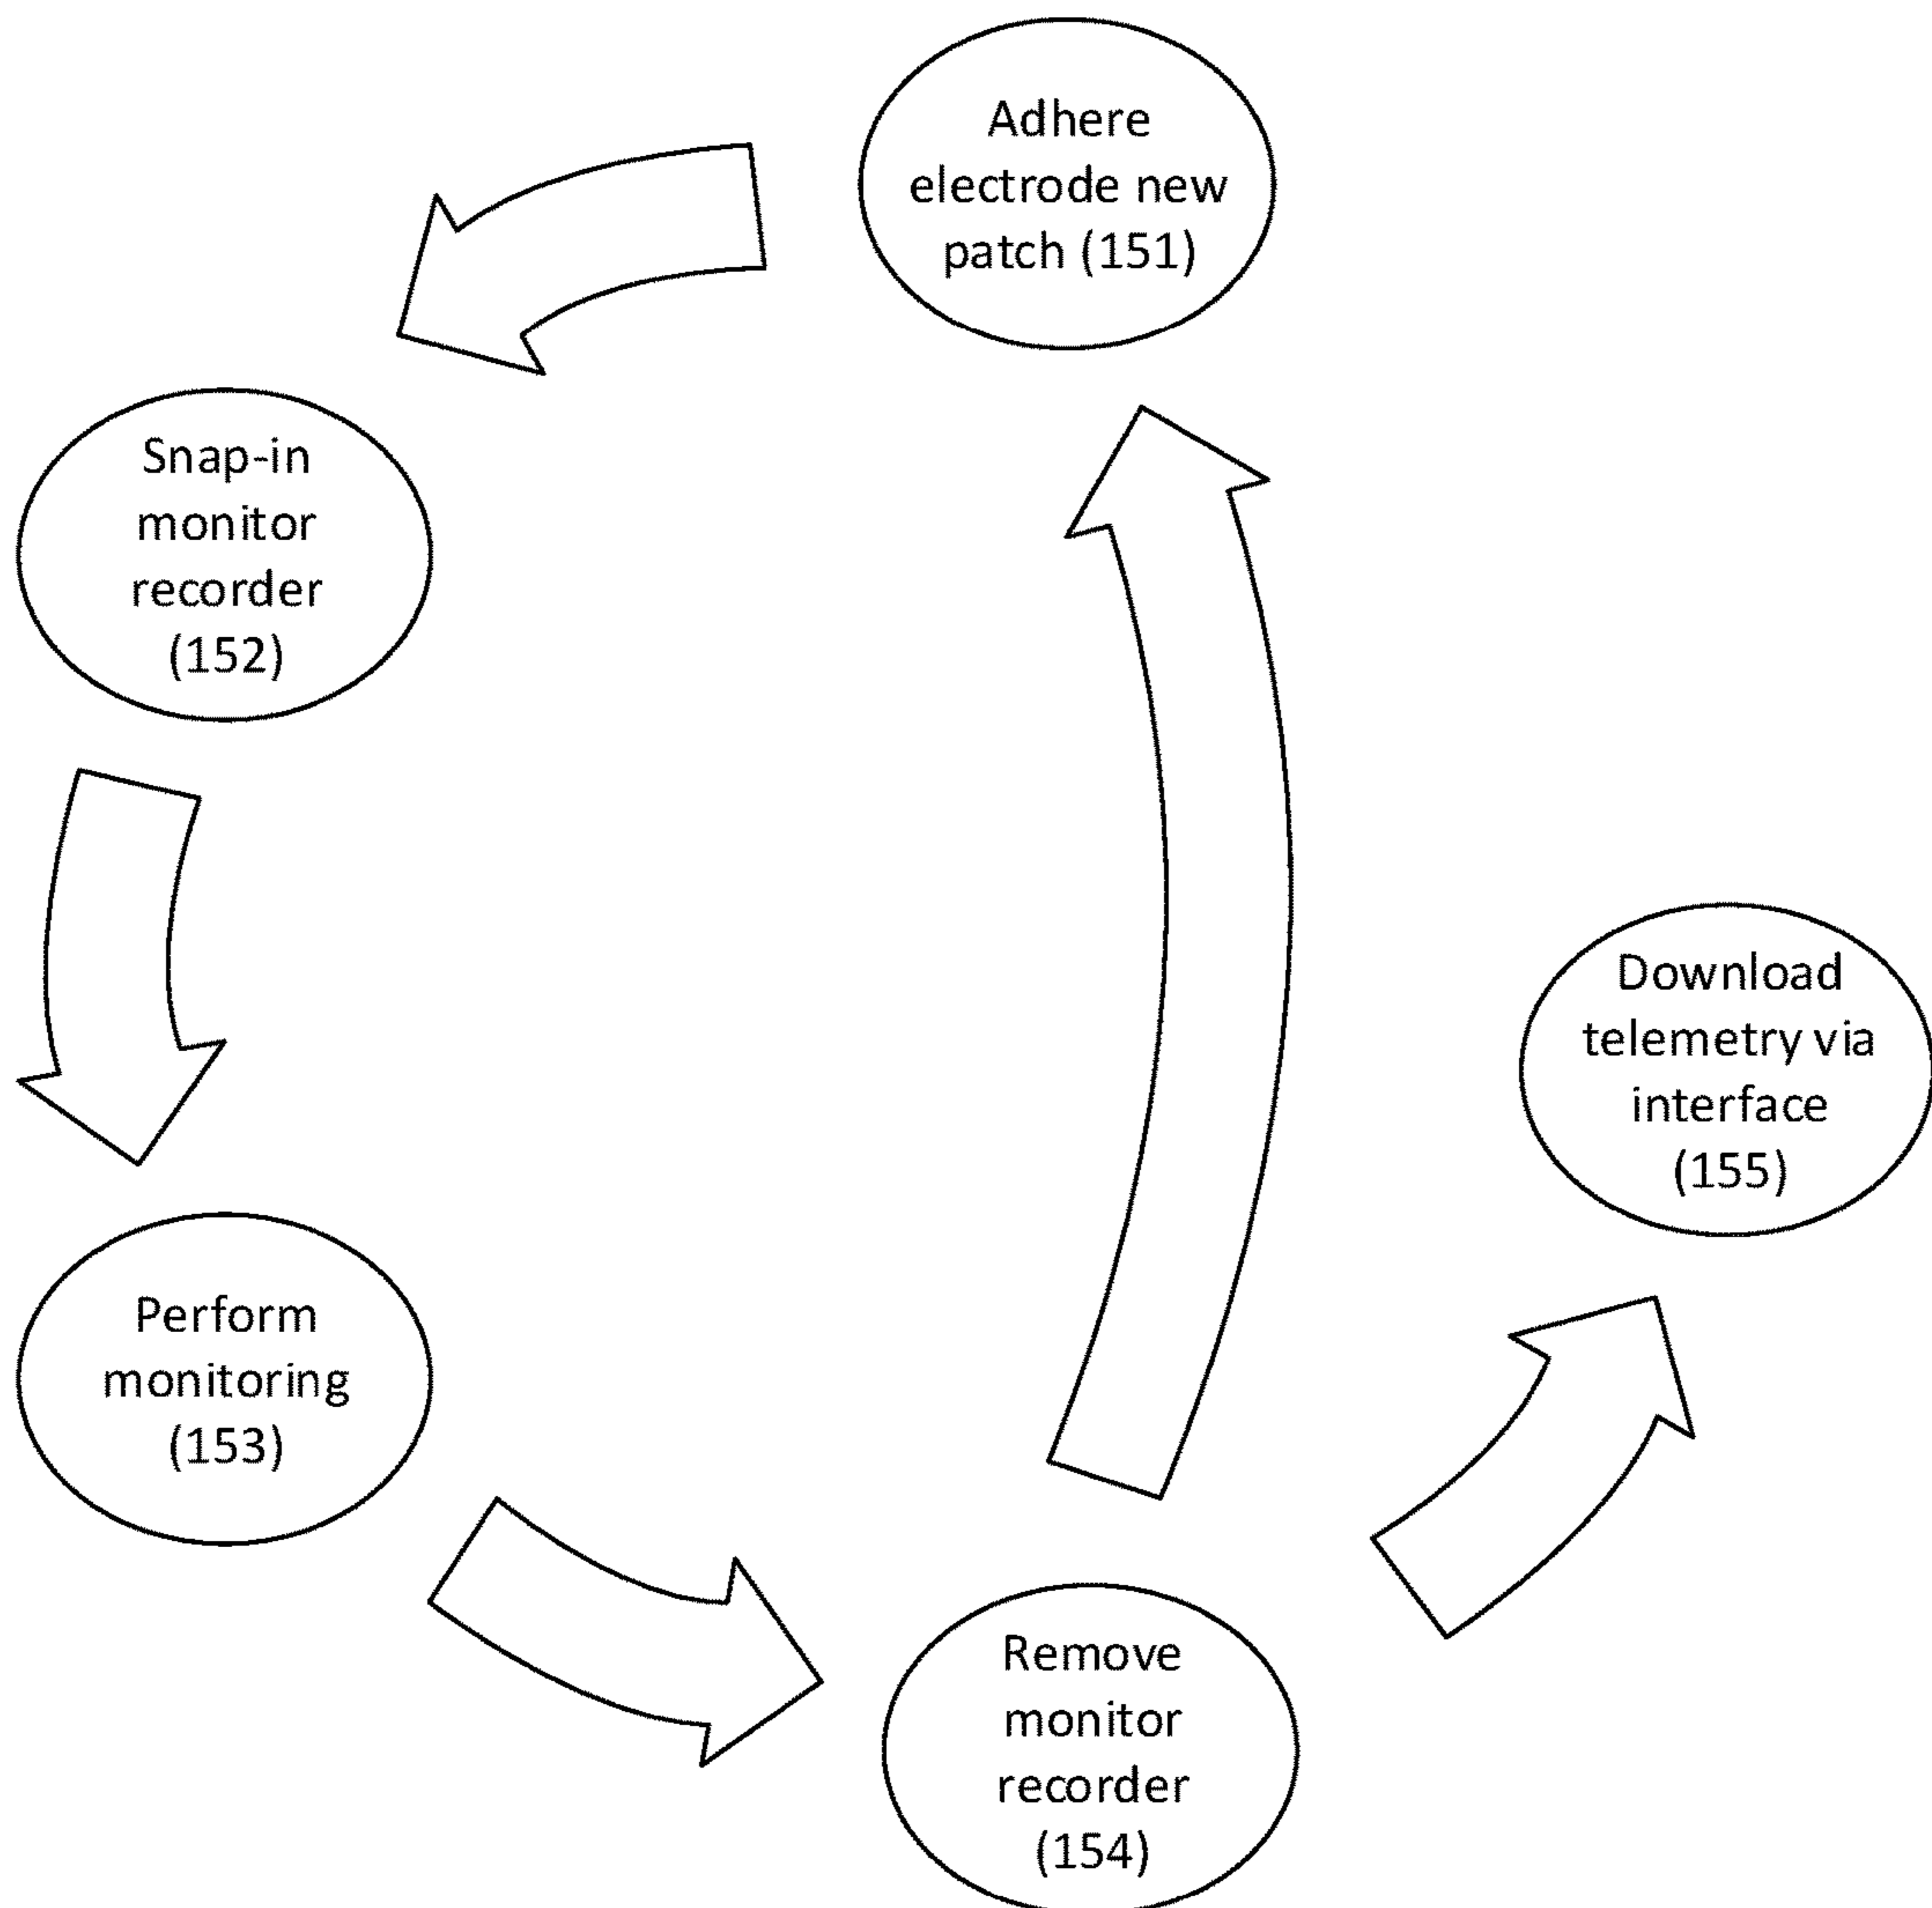 Adhere
electrode new
patch (151)
Snap-in
monitor
recorder
(152)
Perform
monitoring
(153)
Remove
monitor
recorder
(154)
Download
telemetry via
interface
(155)